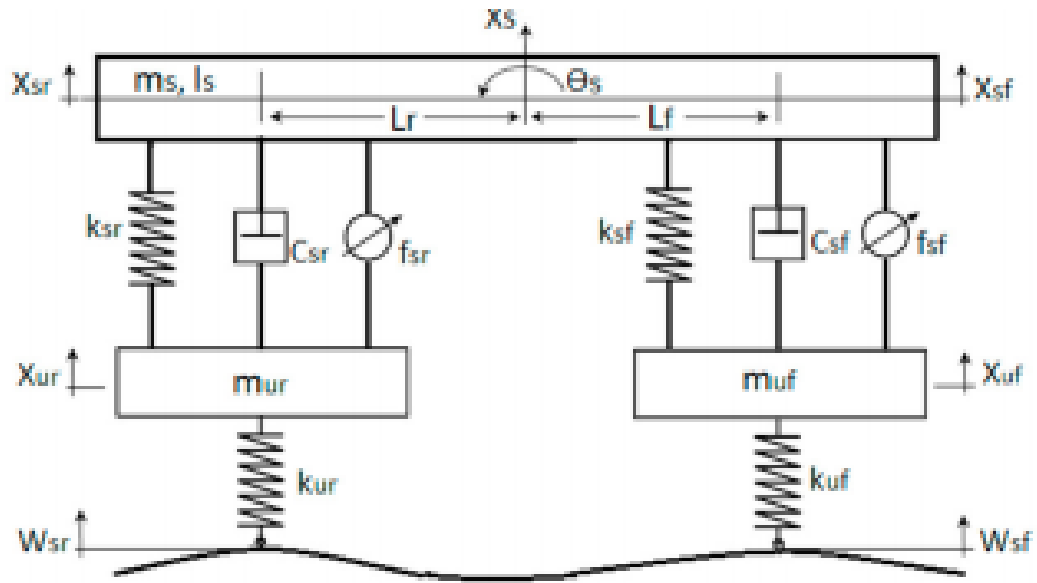 xs
Xsr ms, Is Θs Xsf
Lr Lf
ksr Csr fsr ksf Csf fsf
Xur mur muf Xuf
kur kuf
Wsr Wsf